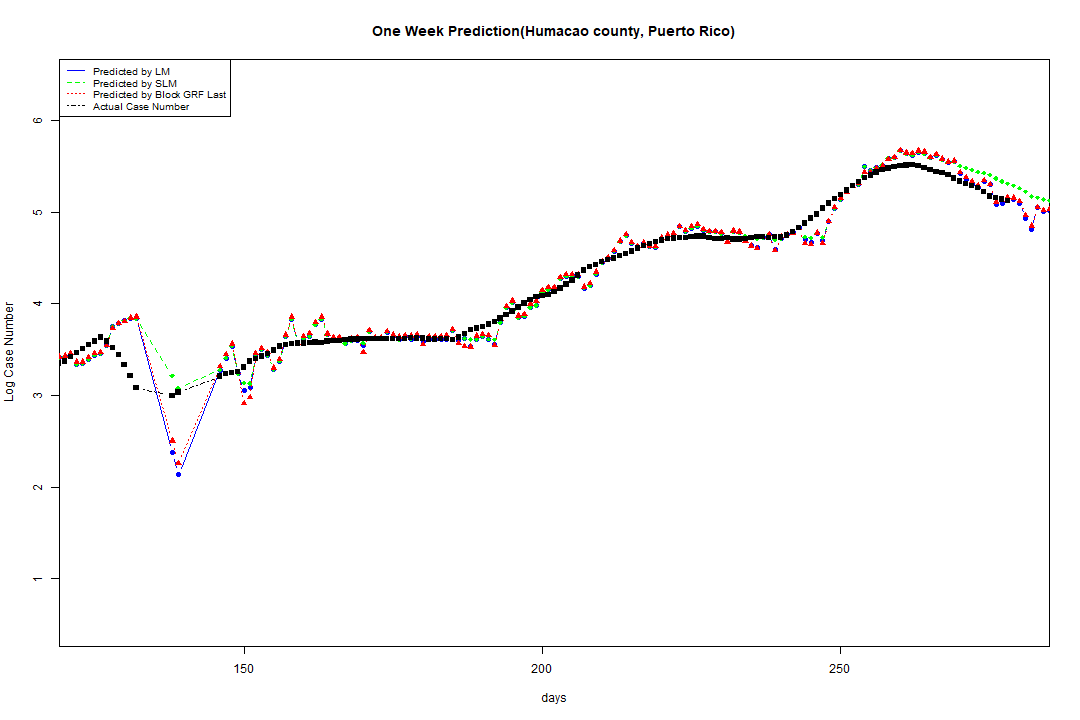 One Week Prediction(Humacao county, Puerto Rico)
Predicted by LM
Predicted by SLM
Predicted by Block GRF Last
Actual Case Number
6
5
4
3
2
1
Log Case Number
150
200
250
days